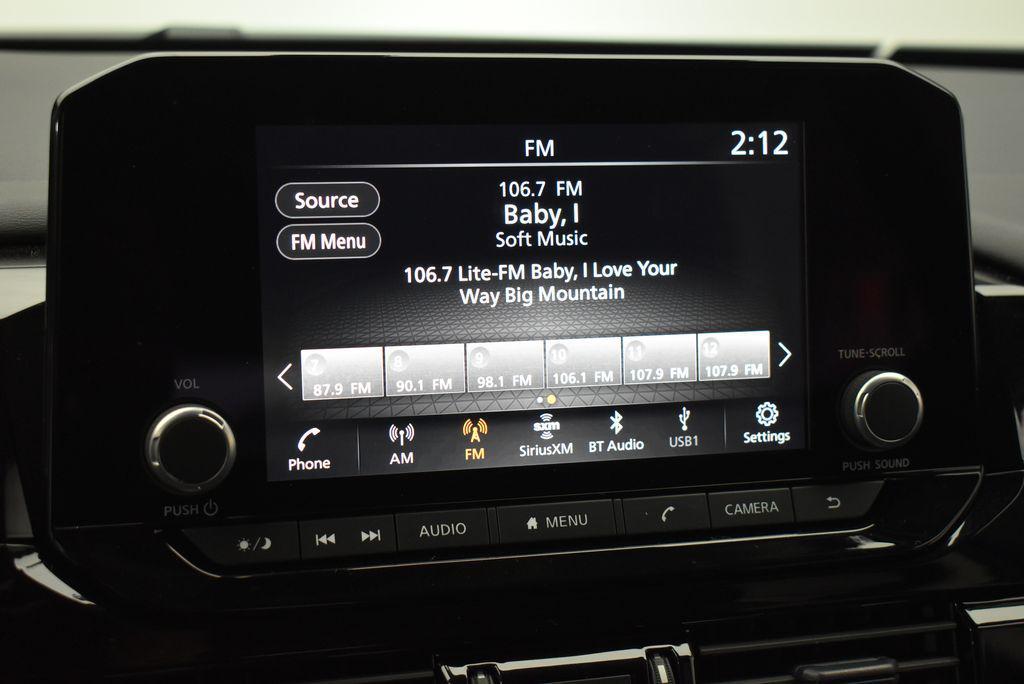 FM
2:12
106.7 FM
Source
Baby, I
FM Menu
Soft Music
106.7 Lite-FM Baby, I Love Your
Way Big Mountain
7
87.9 FM
8
90.1 FM
9
98.1 FM
10
106.1 FM
11
107.9 FM
12
107.9 FM
Phone
AM
FM
sxm
SiriusXM
BT Audio
USB1
Settings
VOL
PUSH
TUNE·SCROLL
PUSH SOUND
AUDIO
MENU
CAMERA